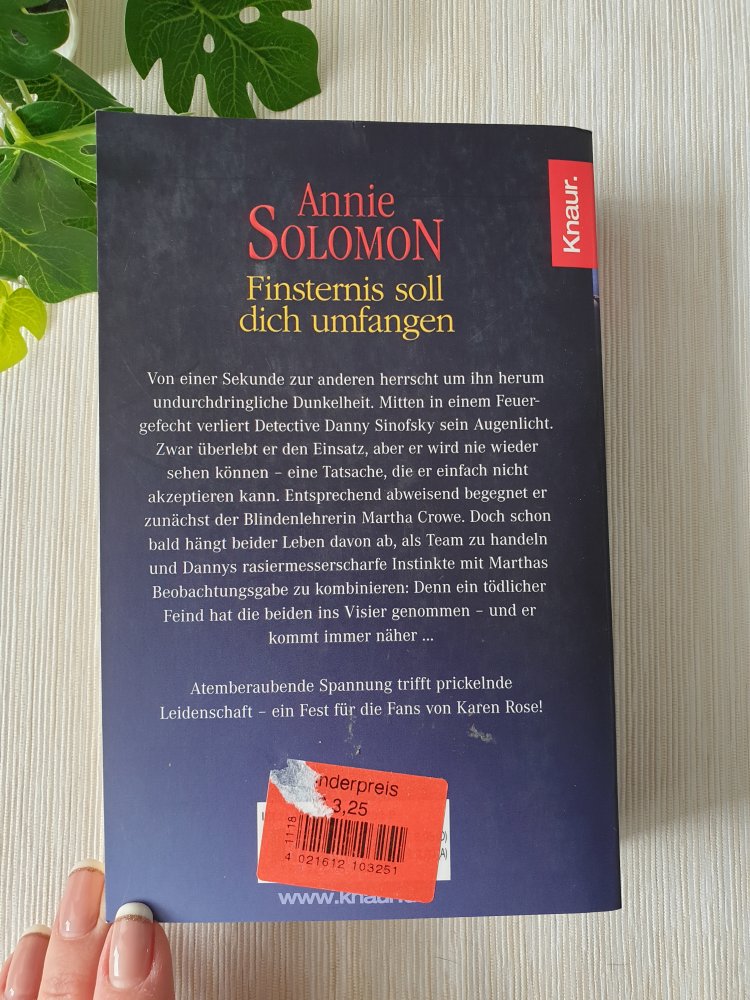 Knaur.
Annie
SOLOMON
Finsternis soll
dich umfangen
Von einer Sekunde zur anderen herrscht um ihn herum
undurchdringliche Dunkelheit. Mitten in einem Feuer-
gefecht verliert Detective Danny Sinofsky sein Augenlicht.
Zwar überlebt er den Einsatz, aber er wird nie wieder
sehen können – eine Tatsache, die er einfach nicht
akzeptieren kann. Entsprechend abweisend begegnet er
zunächst der Blindenlehrerin Martha Crowe. Doch schon
bald hängt beider Leben davon ab, als Team zu handeln
und Dannys rasiermesserscharfe Instinkte mit Marthas
Beobachtungsgabe zu kombinieren: Denn ein tödlicher
Feind hat die beiden ins Visier genommen – und er
kommt immer näher ...
Atemberaubende Spannung trifft prickelnde
Leidenschaft – ein Fest für die Fans von Karen Rose!
nderpreis
3,25
11-18
4 021612 103251
(A)
www.knaur